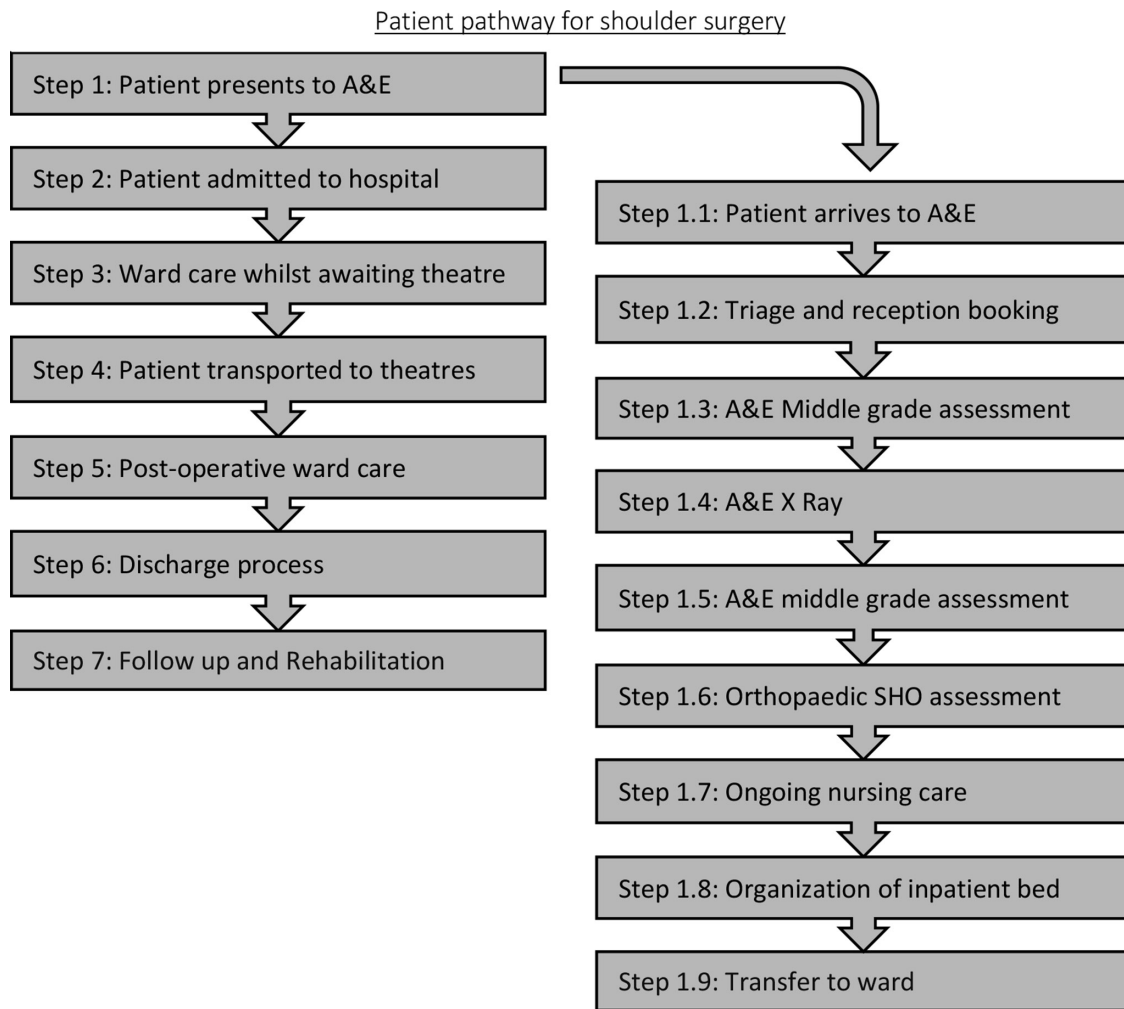 Patient pathway for shoulder surgery
Step 1: Patient presents to A&E
Step 2: Patient admitted to hospital
Step 3: Ward care whilst awaiting theatre
Step 4: Patient transported to theatres
Step 5: Post-operative ward care
Step 6: Discharge process
Step 7: Follow up and Rehabilitation
Step 1.1: Patient arrives to A&E
Step 1.2: Triage and reception booking
Step 1.3: A&E Middle grade assessment
Step 1.4: A&E X Ray
Step 1.5: A&E middle grade assessment
Step 1.6: Orthopaedic SHO assessment
Step 1.7: Ongoing nursing care
Step 1.8: Organization of inpatient bed
Step 1.9: Transfer to ward